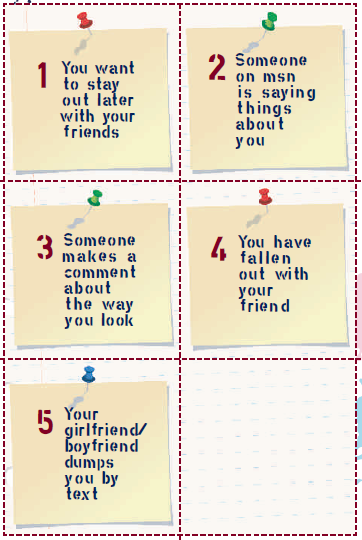 1 You want
to stay
out later
with your
friends
2 Someone
on msn
is saying
things
about
you
3 Someone
makes a
comment
about
the way
you look
4 You have
fallen
out with
your
friend
5 Your
girlfriend/
boyfriend
dumps
you by
text